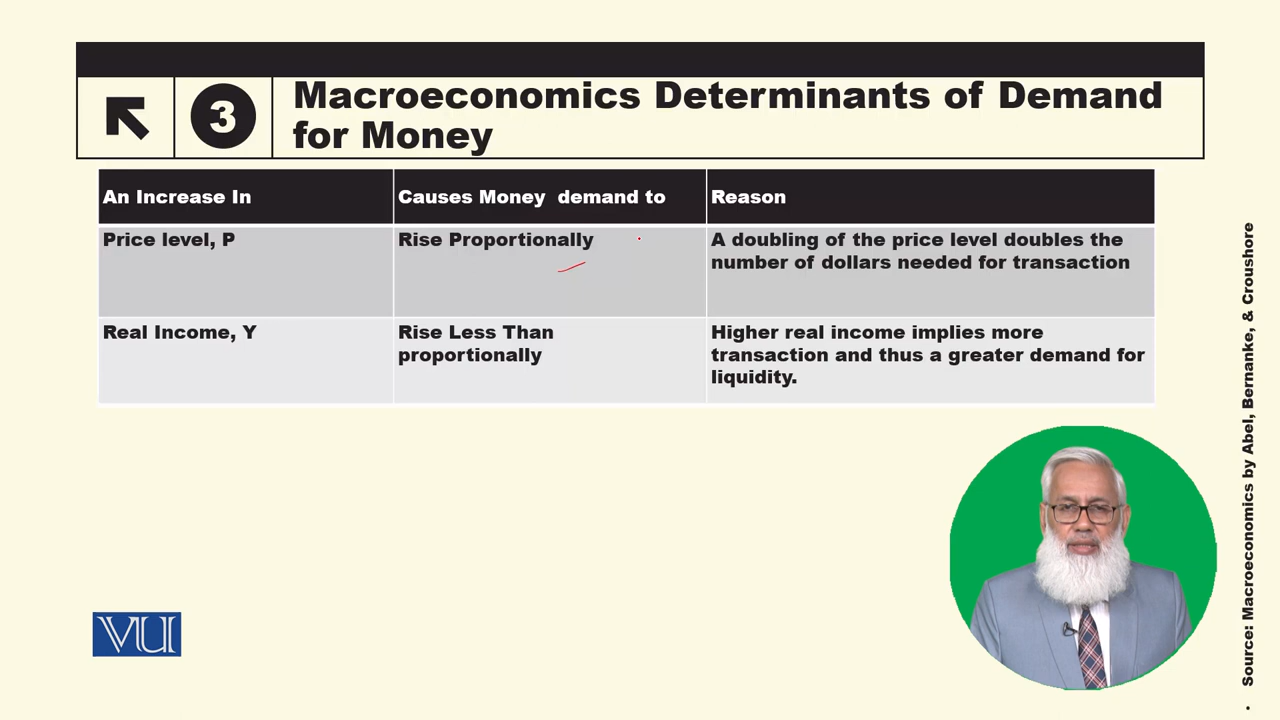 3
Macroeconomics Determinants of Demand
for Money
An Increase In
Causes Money demand to
Reason
Price level, P
Rise Proportionally
A doubling of the price level doubles the
number of dollars needed for transaction
Real Income, Y
Rise Less Than
proportionally
Higher real income implies more
transaction and thus a greater demand for
liquidity.
• Source: Macroeconomics by Abel, Bernanke, & Croushore
VU